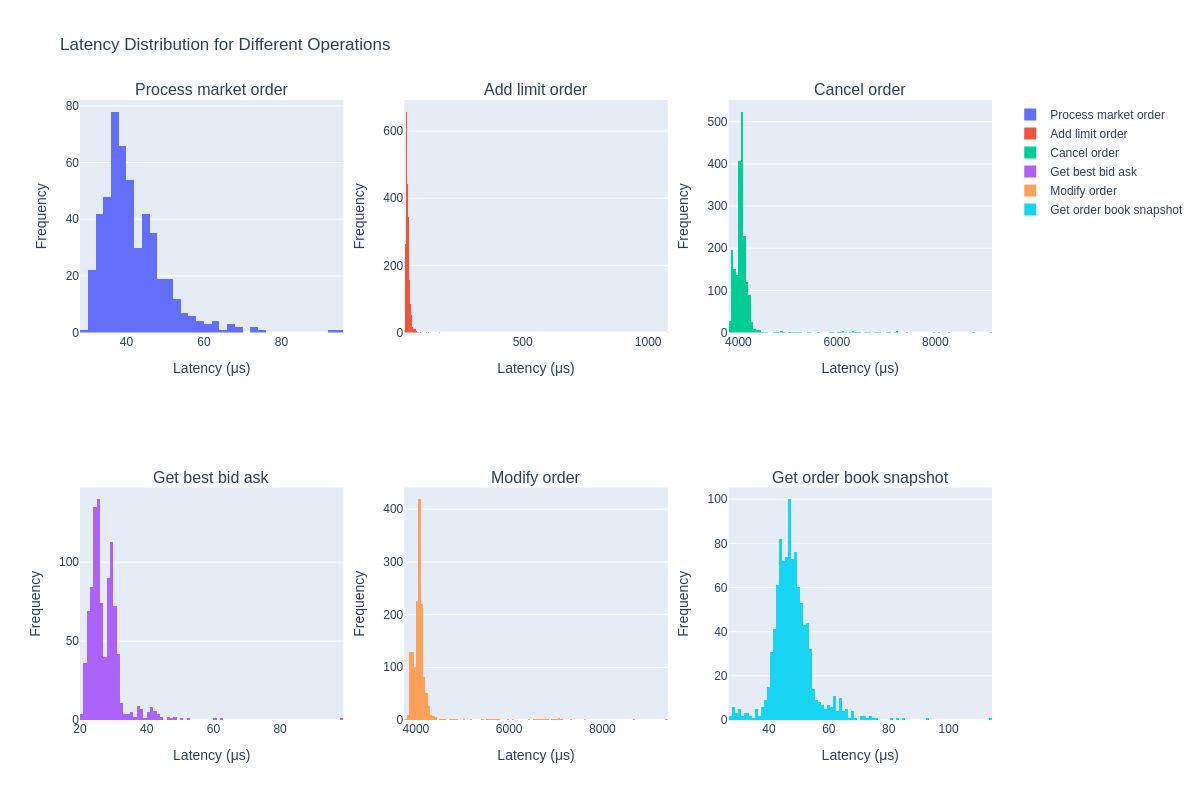 Latency Distribution for Different Operations
Process market order
Add limit order
Cancel order
80
60
40
20
0
Frequency
40
60
80
Latency (μs)
600
400
200
0
Frequency
500
1000
Latency (μs)
500
400
300
200
100
0
Frequency
4000
6000
8000
Latency (μs)
Process market order
Add limit order
Cancel order
Get best bid ask
Modify order
Get order book snapshot
Get best bid ask
Modify order
Get order book snapshot
100
50
0
Frequency
20
40
60
80
Latency (μs)
400
300
200
100
0
Frequency
4000
6000
8000
Latency (μs)
100
80
60
40
20
0
Frequency
40
60
80
100
Latency (μs)